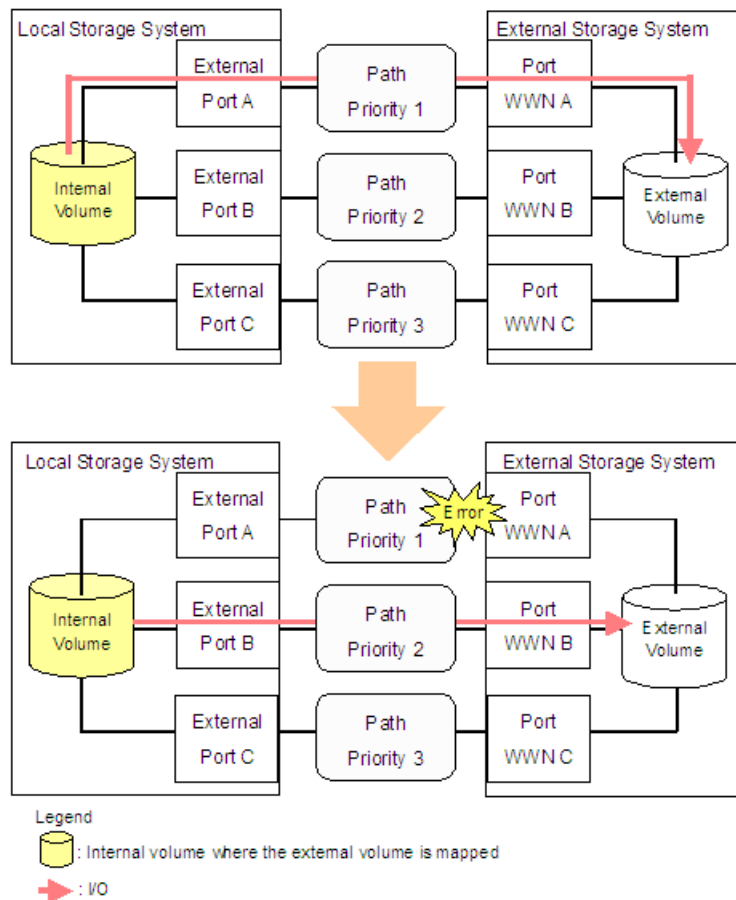 Local Storage System
External Storage System
External
Port A
Path
Priority 1
Port
WWN A
Internal
Volume
External
Port B
Path
Priority 2
Port
WWN B
External
Volume
External
Port C
Path
Priority 3
Port
WWN C
Local Storage System
External Storage System
External
Port A
Path
Priority 1
Error
Port
WWN A
Internal
Volume
External
Port B
Path
Priority 2
Port
WWN B
External
Volume
External
Port C
Path
Priority 3
Port
WWN C
Legend
: Internal volume where the external volume is mapped
: I/O